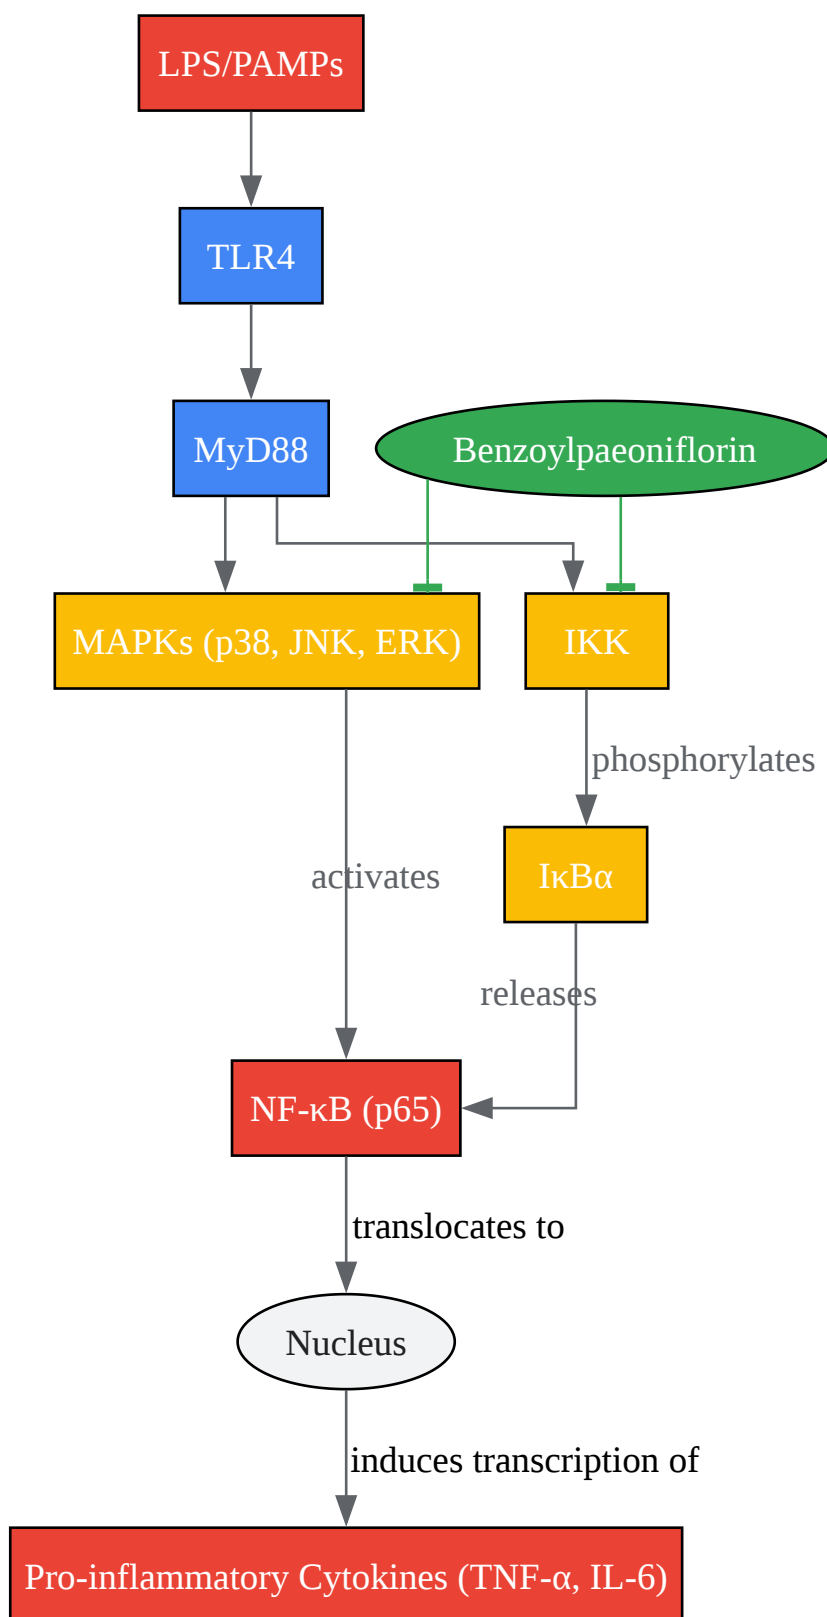 LPS/PAMPs
TLR4
MyD88
Benzoylpaeoniflorin
MAPKs (p38, JNK, ERK)
IKK
phosphorylates
activates
IκBα
releases
NF-κB (p65)
translocates to
Nucleus
induces transcription of
Pro-inflammatory Cytokines (TNF-α, IL-6)